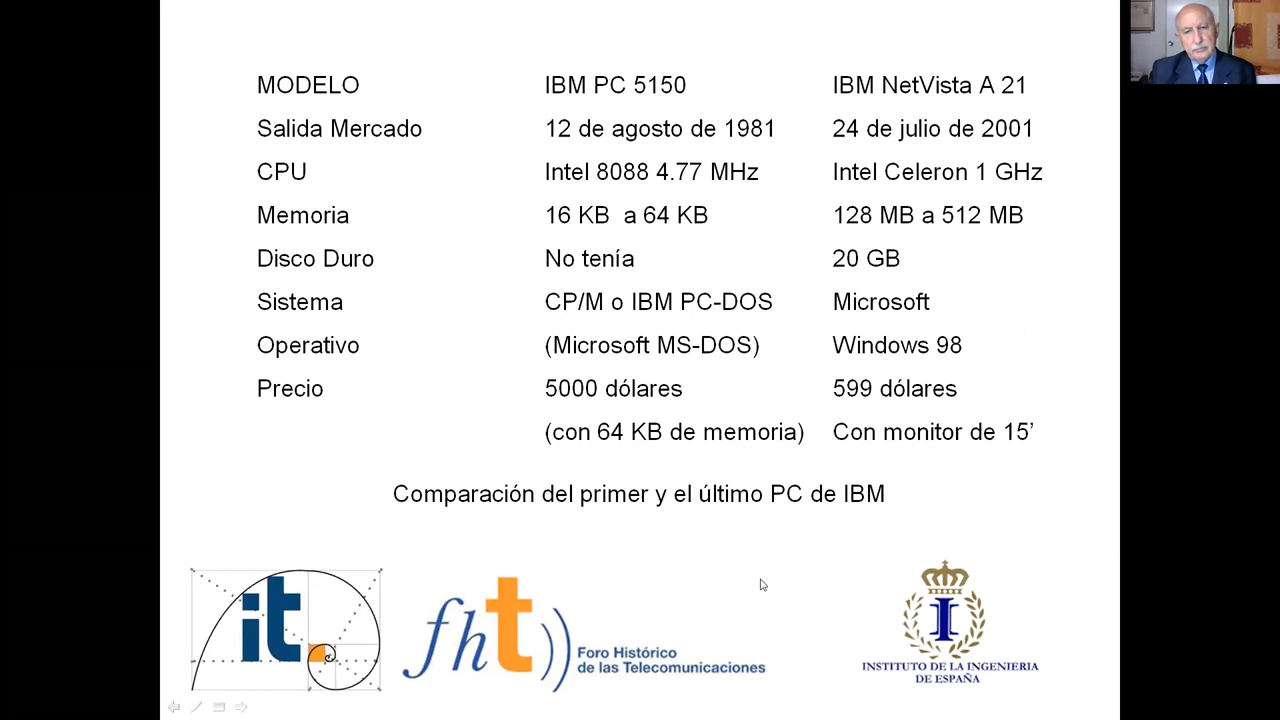 MODELO IBM PC 5150 IBM NetVista A 21
Salida Mercado 12 de agosto de 1981 24 de julio de 2001
CPU Intel 8088 4.77 MHz Intel Celeron 1 GHz
Memoria 16 KB a 64 KB 128 MB a 512 MB
Disco Duro No tenía 20 GB
Sistema CP/M o IBM PC-DOS Microsoft
Operativo (Microsoft MS-DOS) Windows 98
Precio 5000 dólares 599 dólares
(con 64 KB de memoria) Con monitor de 15’
Comparación del primer y el último PC de IBM
it
fht
Foro Histórico
de las Telecomunicaciones
I
INSTITUTO DE LA INGENIERIA
DE ESPAÑA